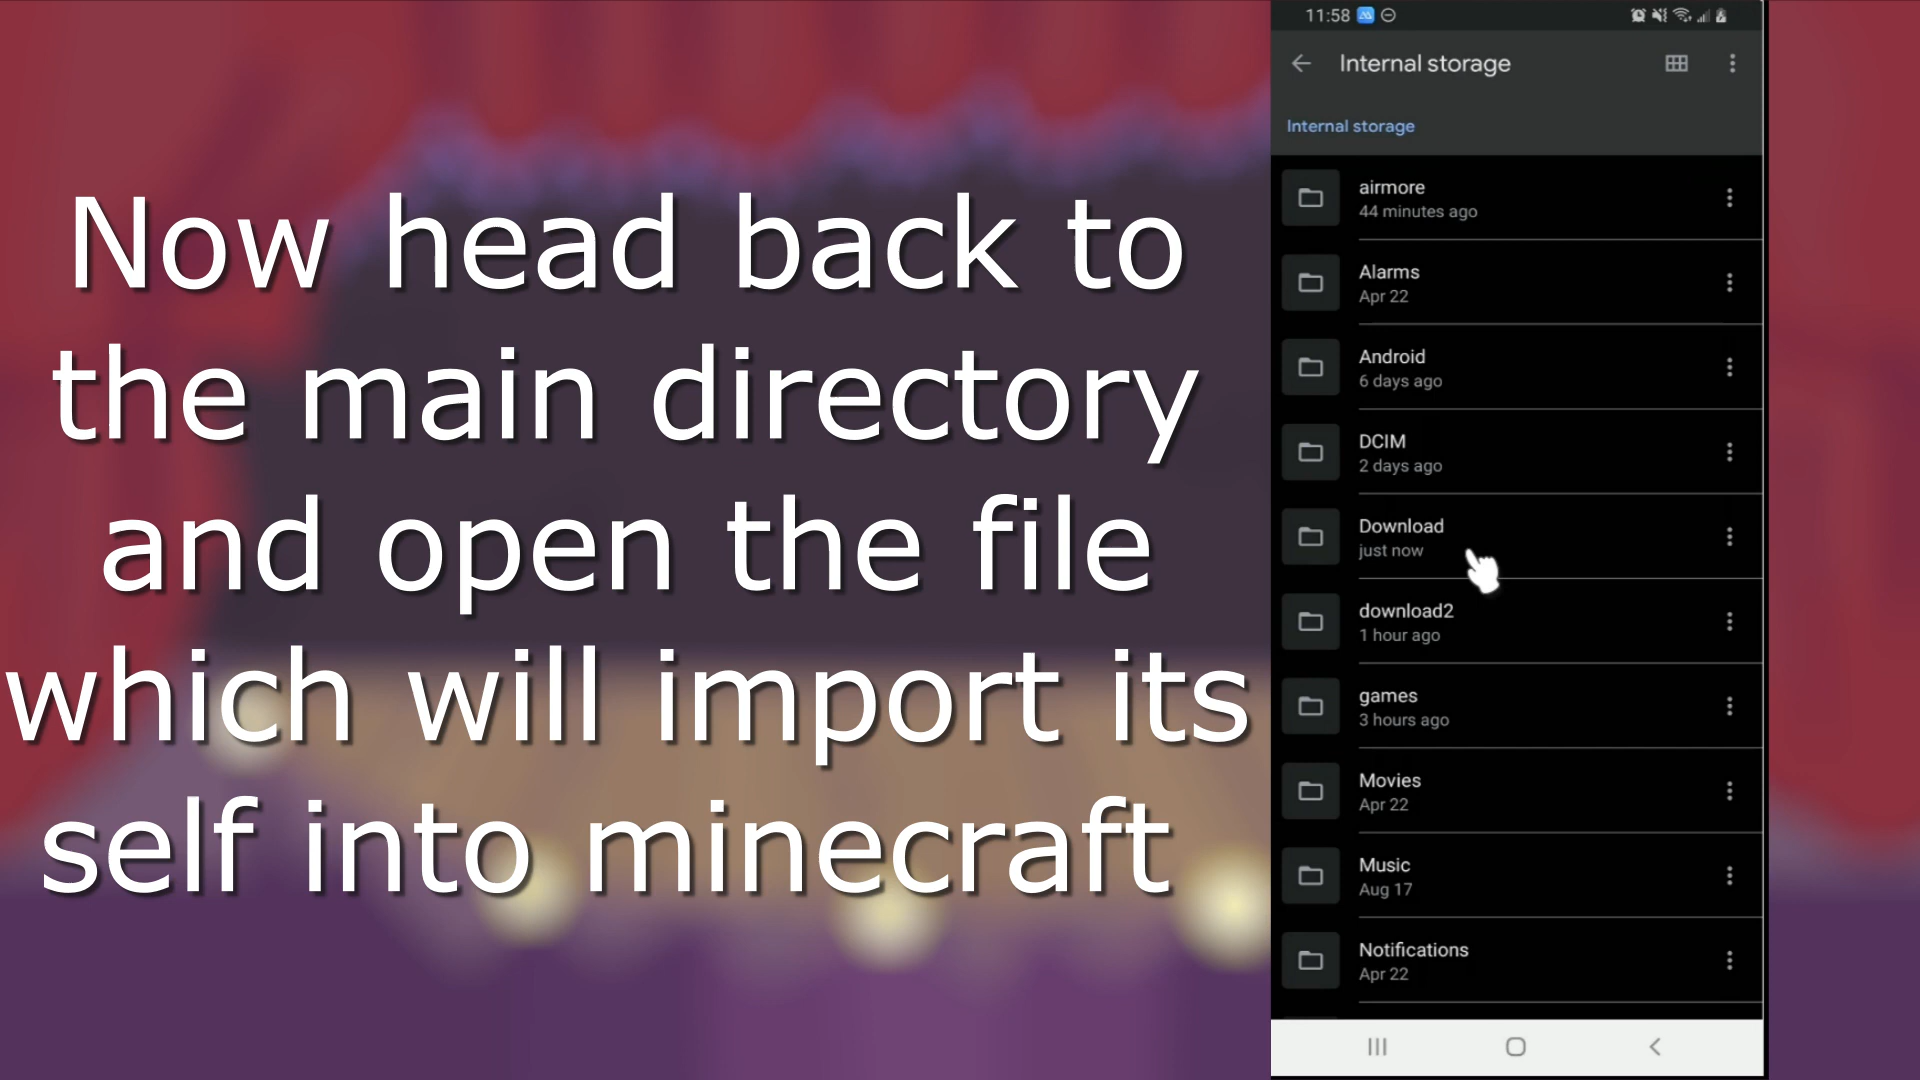 Now head back to
the main directory
and open the file
which will import its
self into minecraft
11:58
Internal storage
Internal storage
airmore
44 minutes ago
Alarms
Apr 22
Android
6 days ago
DCIM
2 days ago
Download
just now
download2
1 hour ago
games
3 hours ago
Movies
Apr 22
Music
Aug 17
Notifications
Apr 22